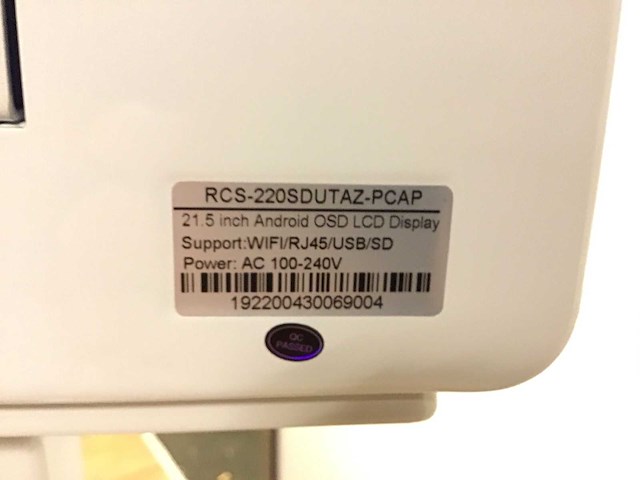 RCS-220SDUTAZ-PCAP
21.5 inch Android OSD LCD Display
Support:WIFI/RJ45/USB/SD
Power: AC 100-240V
192200430069004
QC
PASSED